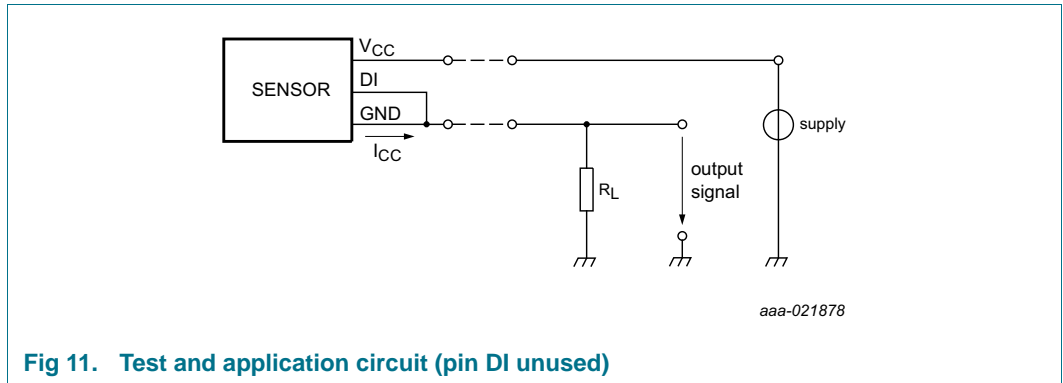 VCC
DI
SENSOR
GND
ICC
supply
RL
output
signal
aaa-021878
Fig 11. Test and application circuit (pin DI unused)